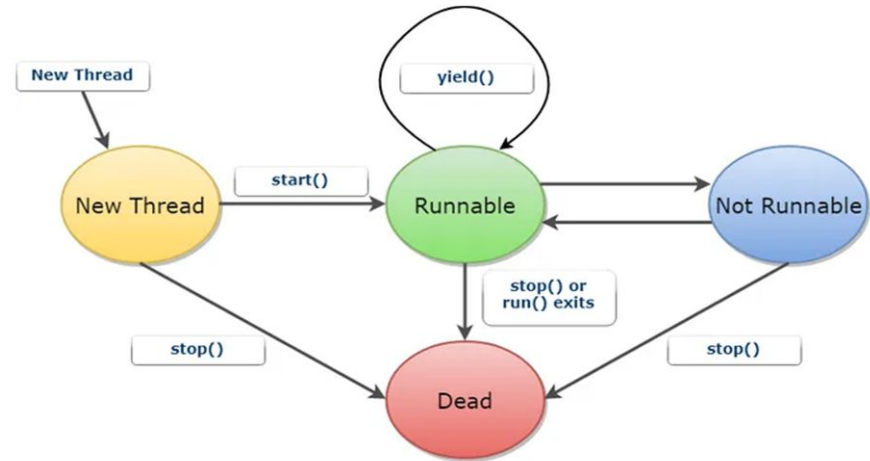 New Thread
yield()
New Thread
start()
Runnable
Not Runnable
stop() or
run() exits
stop()
stop()
Dead